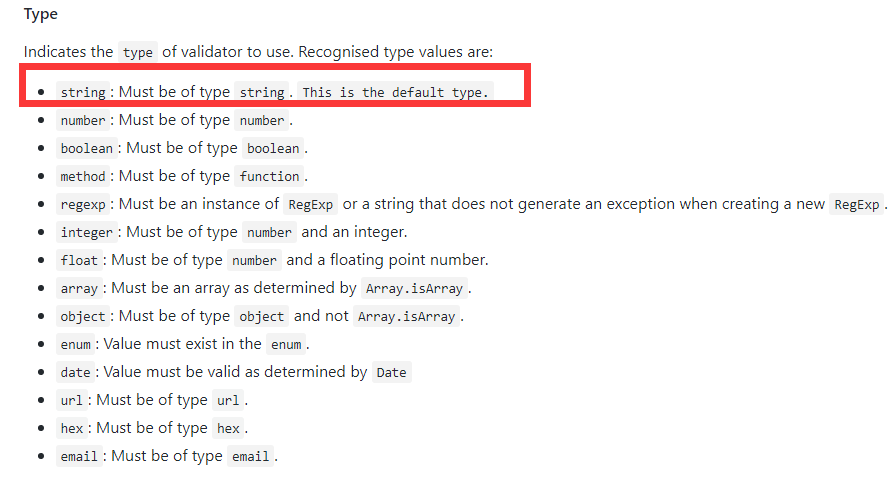 Type
Indicates the type of validator to use. Recognised type values are:
• string: Must be of type string. This is the default type.
• number: Must be of type number.
• boolean: Must be of type boolean.
• method: Must be of type function.
• regexp: Must be an instance of RegExp or a string that does not generate an exception when creating a new RegExp.
• integer: Must be of type number and an integer.
• float: Must be of type number and a floating point number.
• array: Must be an array as determined by Array.isArray.
• object: Must be of type object and not Array.isArray.
• enum: Value must exist in the enum.
• date: Value must be valid as determined by Date
• url: Must be of type url.
• hex: Must be of type hex.
• email: Must be of type email.